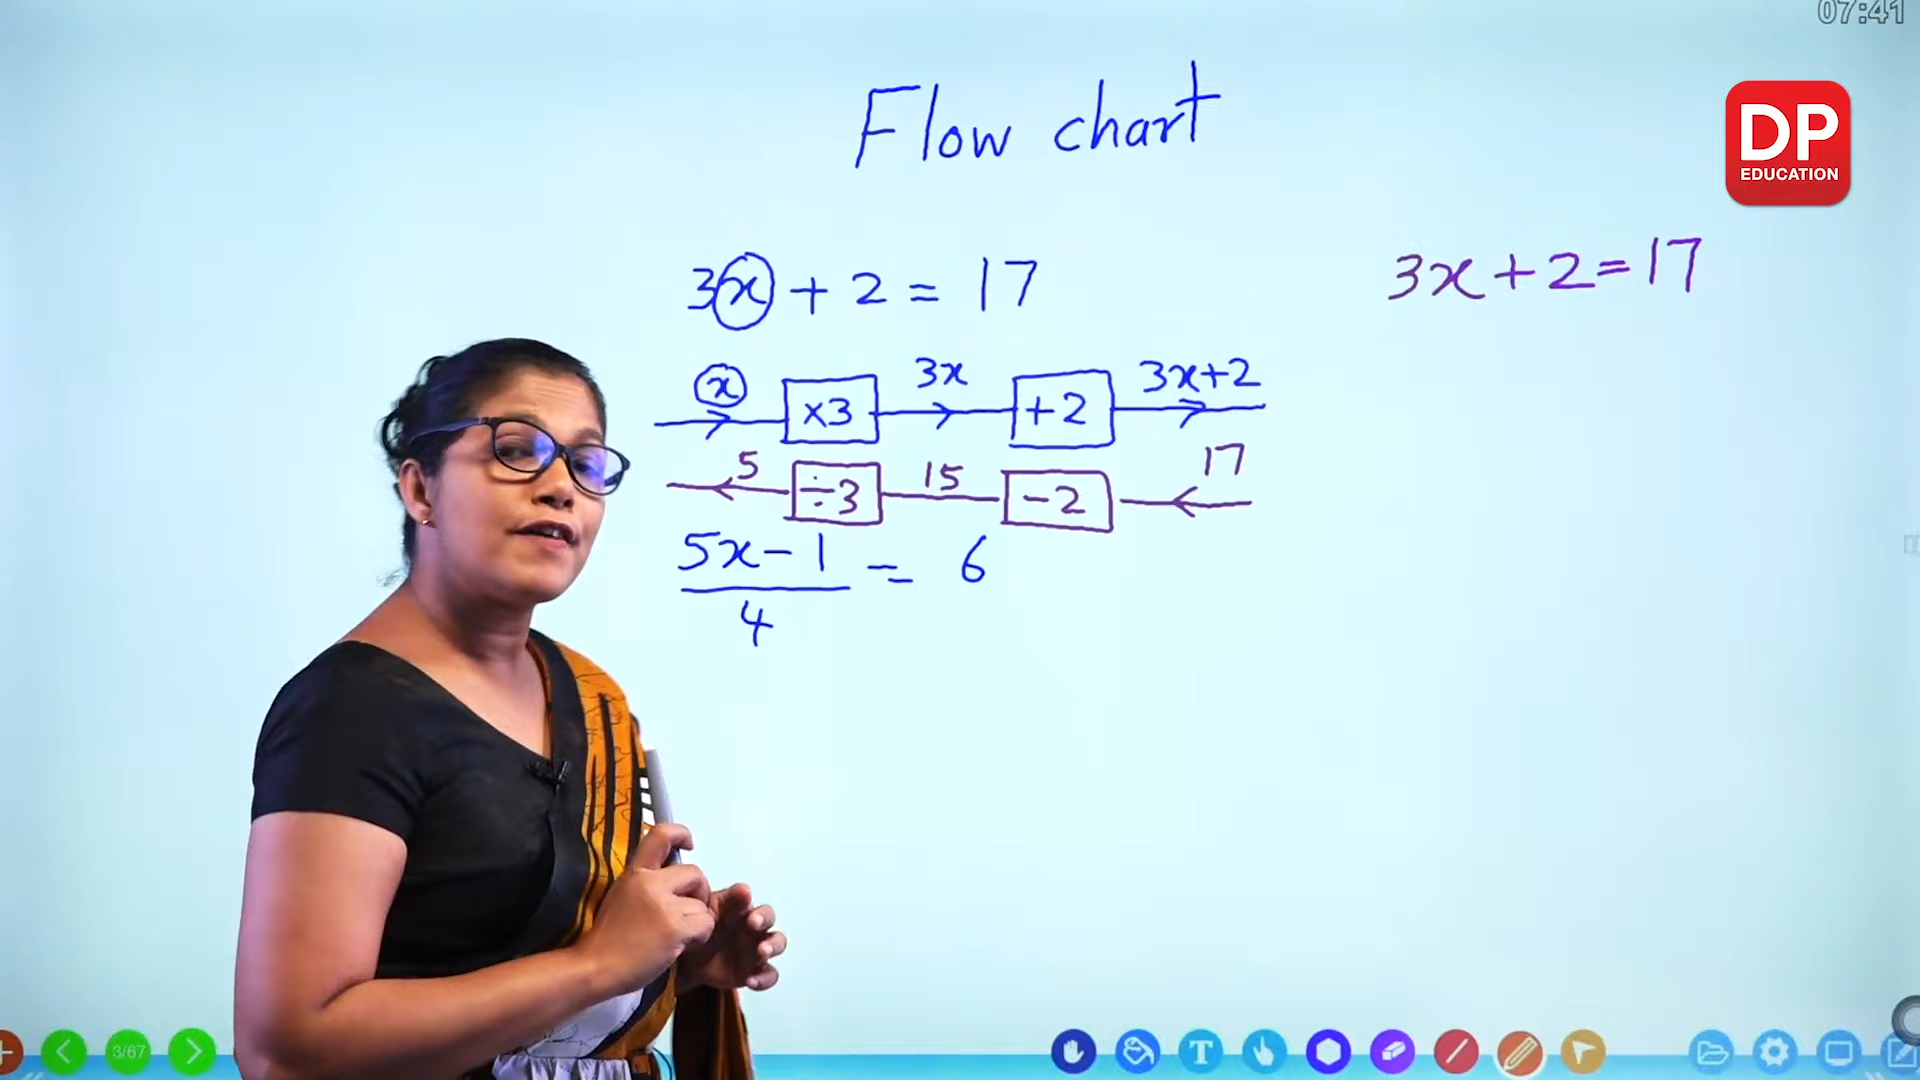 07:41
Flow chart
DP
EDUCATION
3x + 2 = 17
3x + 2 = 17
x ×3 3x +2 3x+2
5 ÷3 15 -2 17
5x - 1
= 6
4
3/67
T